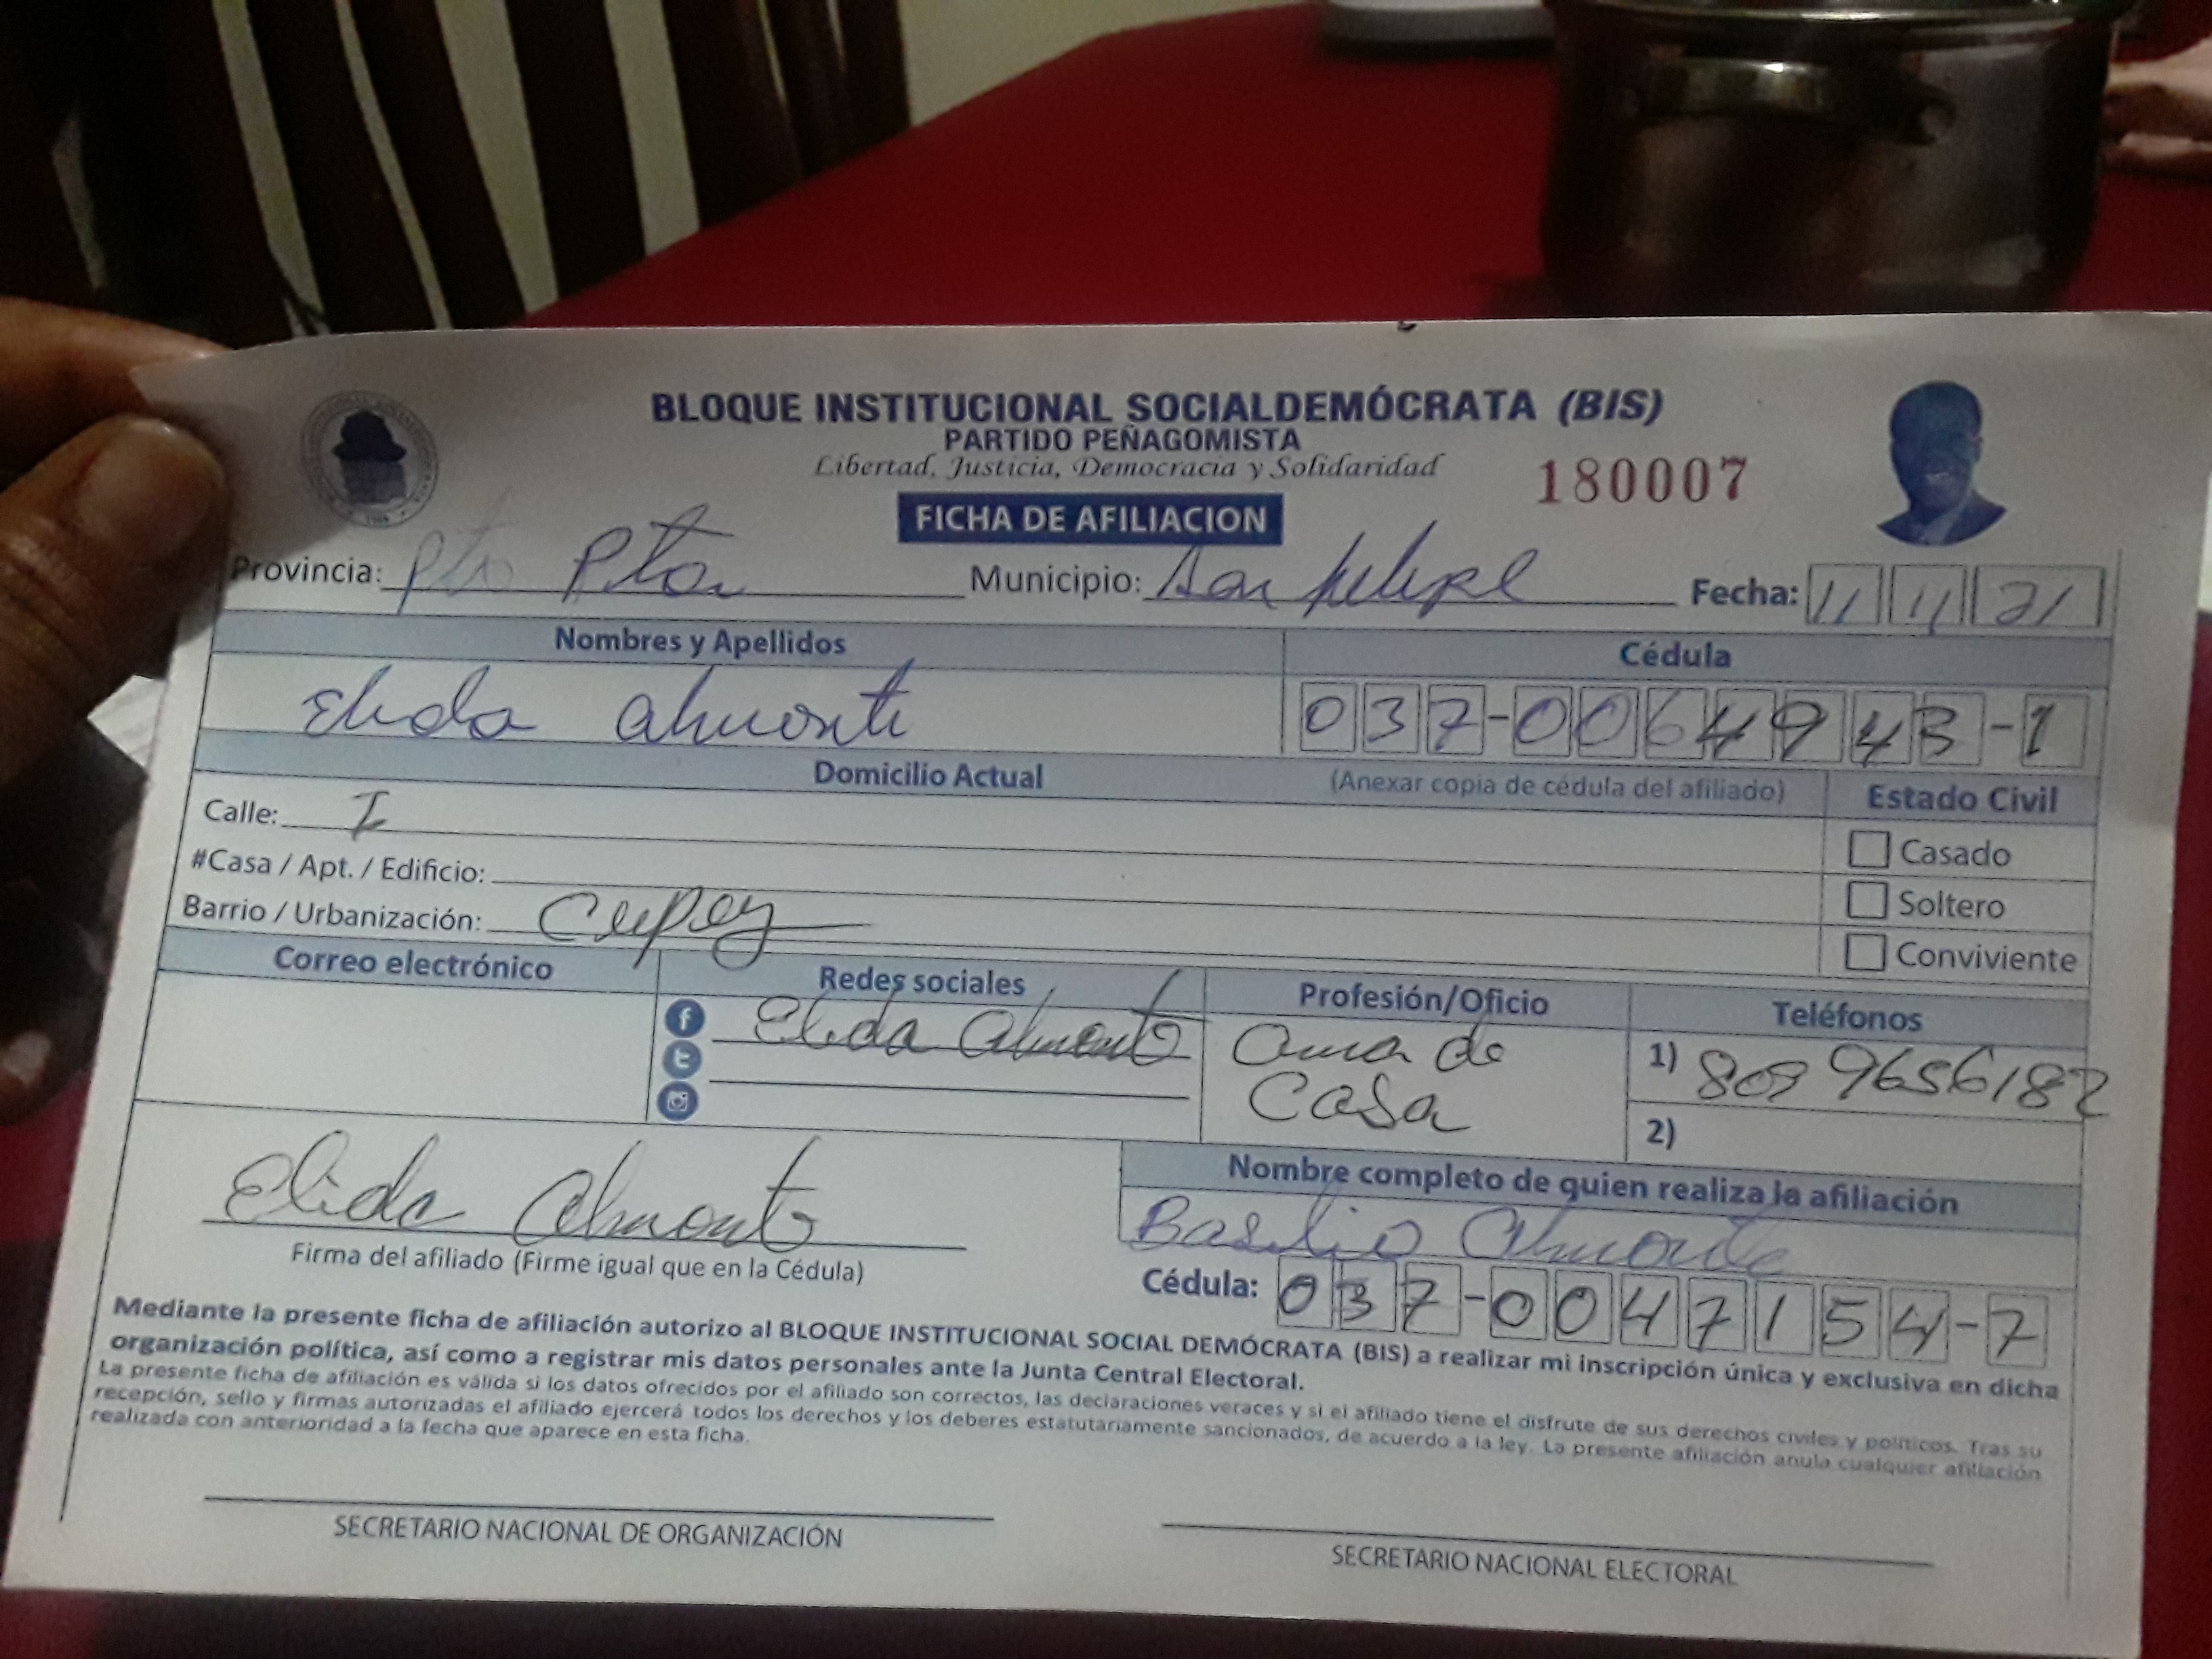 BLOQUE INSTITUCIONAL SOCIALDEMÓCRATA (BIS)
PARTIDO PEÑAGOMISTA
Libertad, Justicia, Democracia y Solidaridad
180007
FICHA DE AFILIACION
Provincia: Pto Pta Municipio: San Felipe Fecha: 11 11 21
Nombres y Apellidos Cédula
Elida Almonte 037-0064943-1
Domicilio Actual (Anexar copia de cédula del afiliado) Estado Civil
Calle: I
Casado
#Casa / Apt. / Edificio:
Soltero
Barrio / Urbanización: Cupey
Conviviente
Correo electrónico Redes sociales Profesión/Oficio Teléfonos
Elida Almonte Ama de Casa 1) 809 9656182
2)
Elida Almonte
Firma del afiliado (Firme igual que en la Cédula)
Nombre completo de quien realiza la afiliación
Basilio Almonte
Cédula: 037-0047154-7
Mediante la presente ficha de afiliación autorizo al BLOQUE INSTITUCIONAL SOCIAL DEMÓCRATA (BIS) a realizar mi inscripción única y exclusiva en dicha
organización política, así como a registrar mis datos personales ante la Junta Central Electoral.
La presente ficha de afiliación es válida si los datos ofrecidos por el afiliado son correctos, las declaraciones veraces y si el afiliado tiene el disfrute de sus derechos civiles y políticos. Tras su
recepción, sello y firmas autorizadas el afiliado ejercerá todos los derechos y los deberes estatutariamente sancionados, de acuerdo a la ley. La presente afiliación anula cualquier afiliación
realizada con anterioridad a la fecha que aparece en esta ficha.
SECRETARIO NACIONAL DE ORGANIZACIÓN
SECRETARIO NACIONAL ELECTORAL